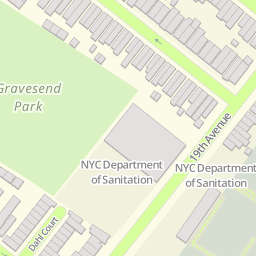 Gravesend
Park
19th Avenue
NYC Department
of Sanitation
NYC Department
of Sanitation
Dahl Court